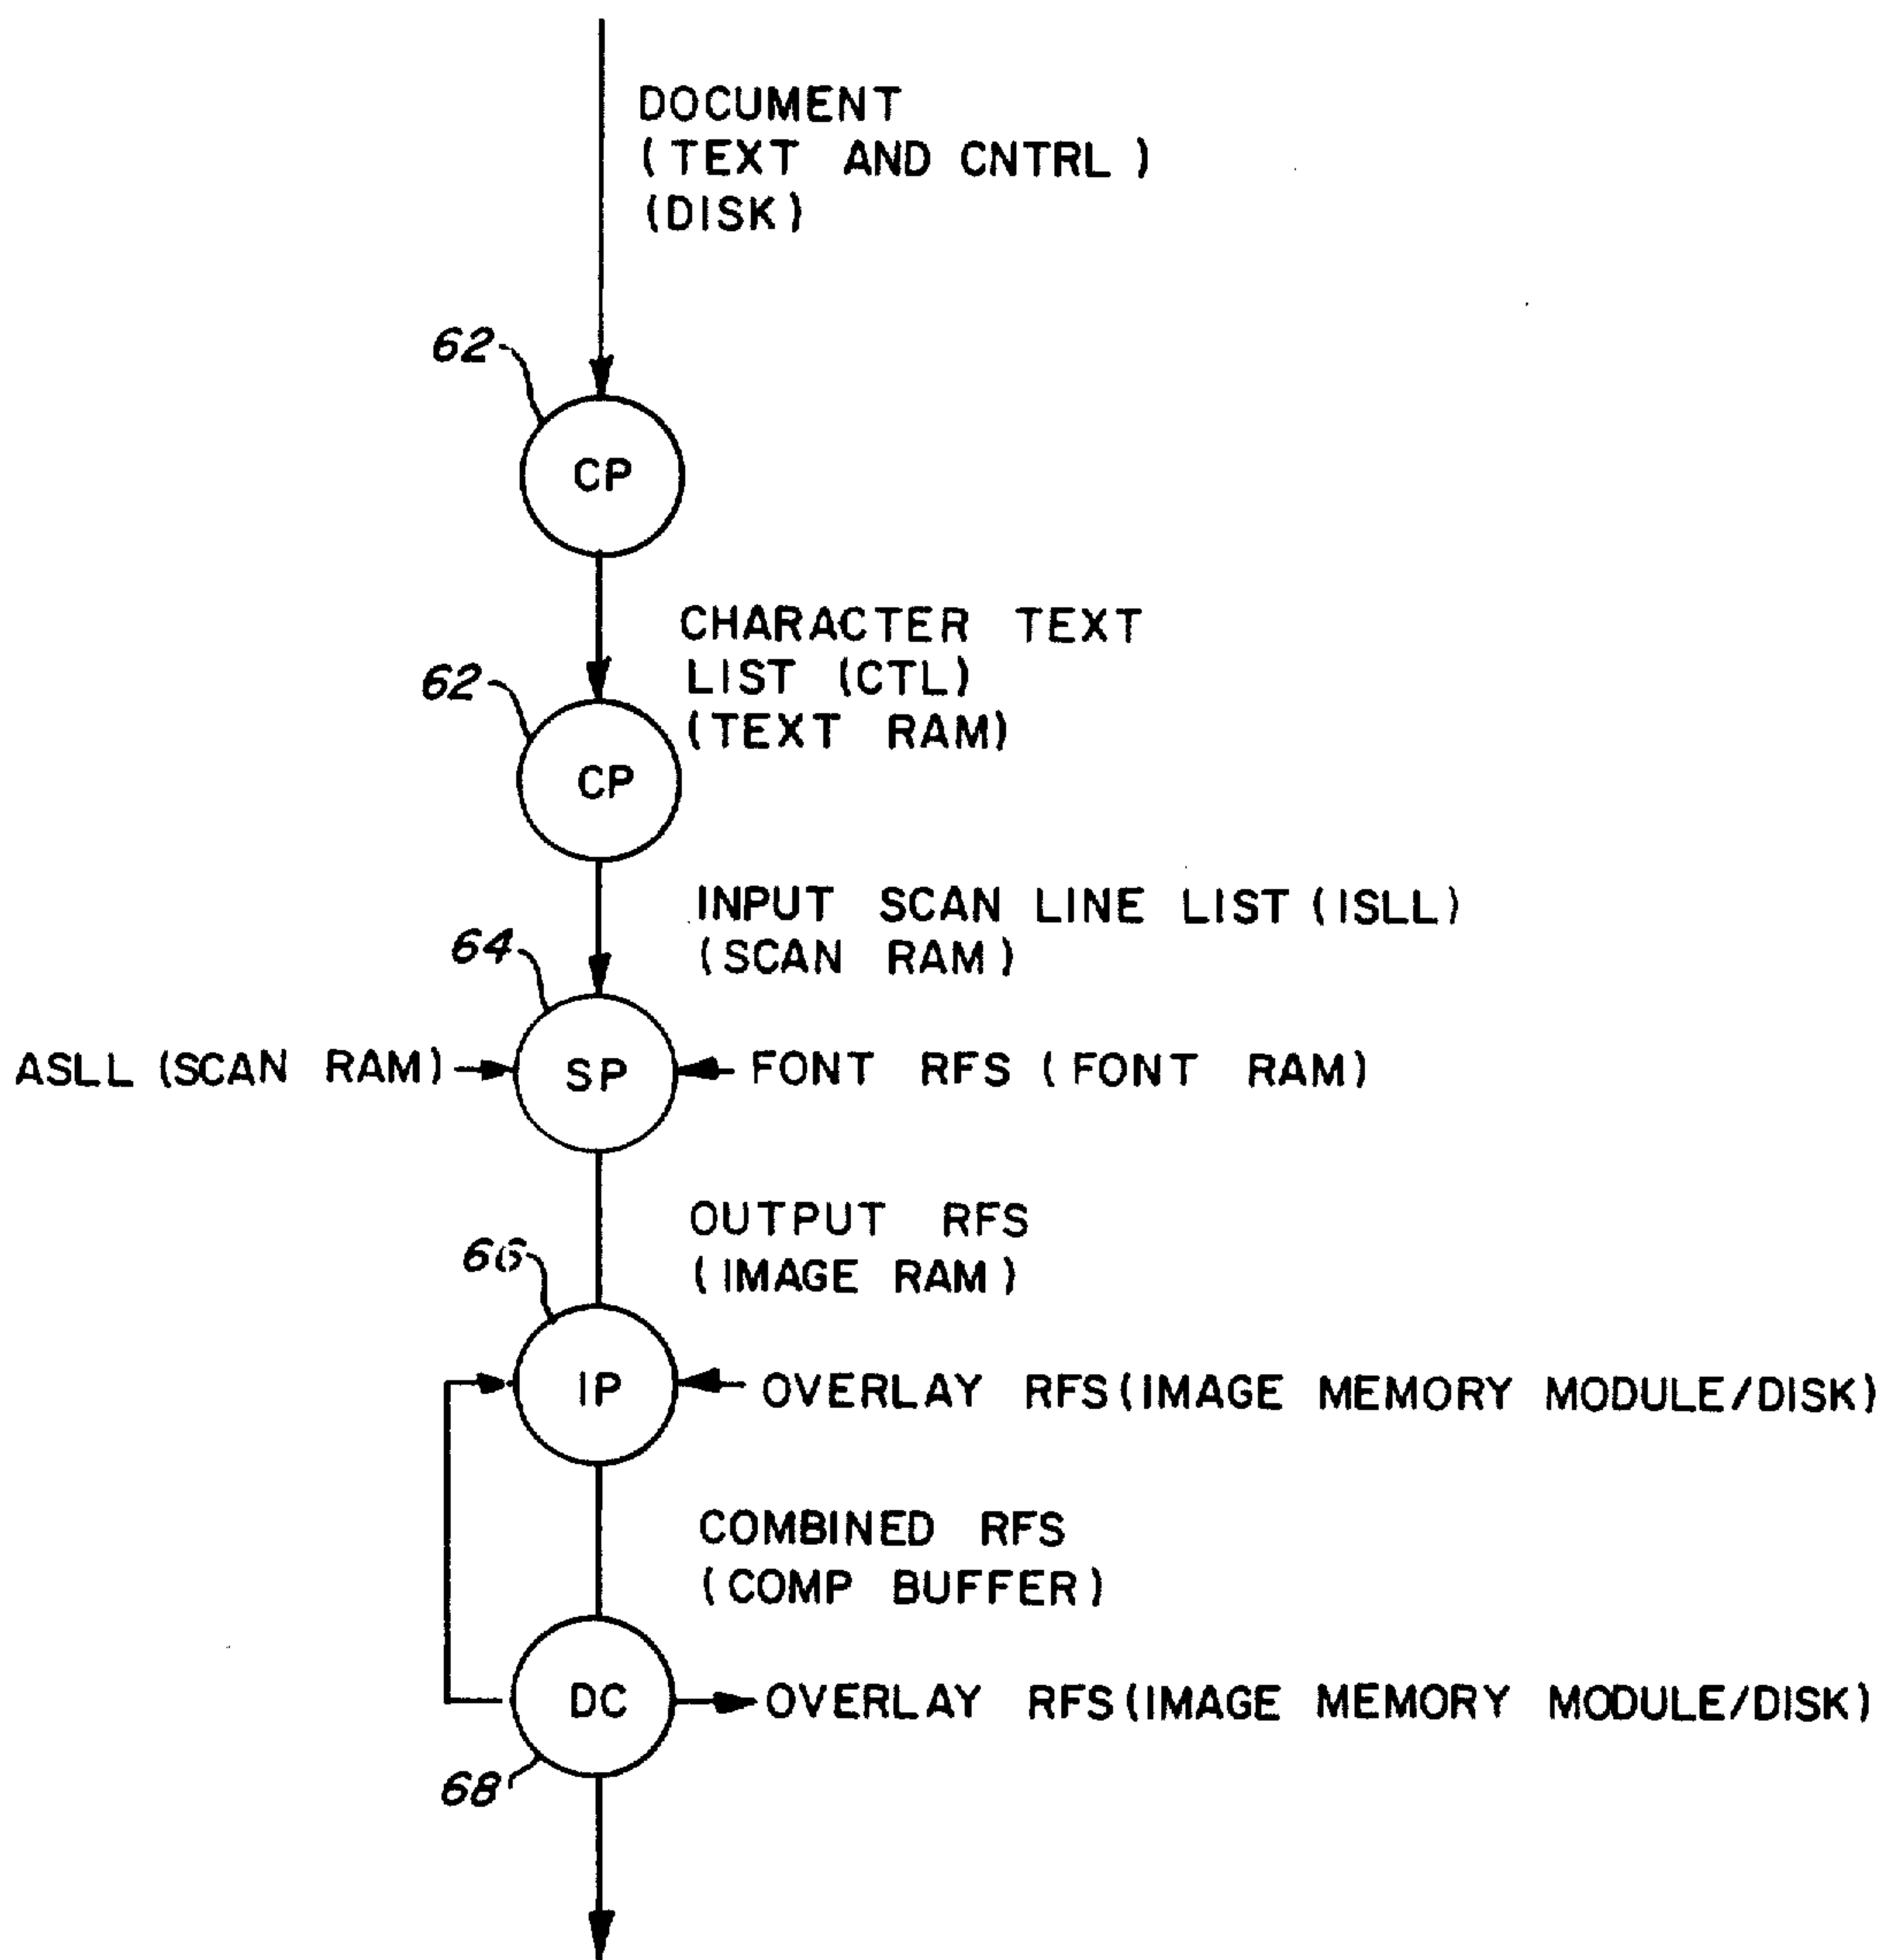 DOCUMENT
(TEXT AND CNTRL)
(DISK)
62
CP
CHARACTER TEXT
LIST (CTL)
(TEXT RAM)
62
CP
INPUT SCAN LINE LIST (ISLL)
(SCAN RAM)
64
ASLL (SCAN RAM)
SP
FONT RFS (FONT RAM)
OUTPUT RFS
(IMAGE RAM)
66
IP
OVERLAY RFS(IMAGE MEMORY MODULE/DISK)
COMBINED RFS
(COMP BUFFER)
DC
OVERLAY RFS(IMAGE MEMORY MODULE/DISK)
68